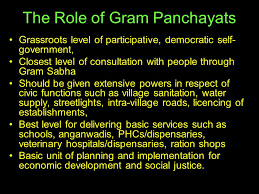 The Role of Gram Panchayats
• Grassroots level of participative, democratic self-
government,
• Closest level of consultation with people through
Gram Sabha
• Should be given extensive powers in respect of
civic functions such as village sanitation, water
supply, streetlights, intra-village roads, licencing of
establishments,
• Best level for delivering basic services such as
schools, anganwadis, PHCs/dispensaries,
veterinary hospitals/dispensaries, ration shops
• Basic unit of planning and implementation for
economic development and social justice.